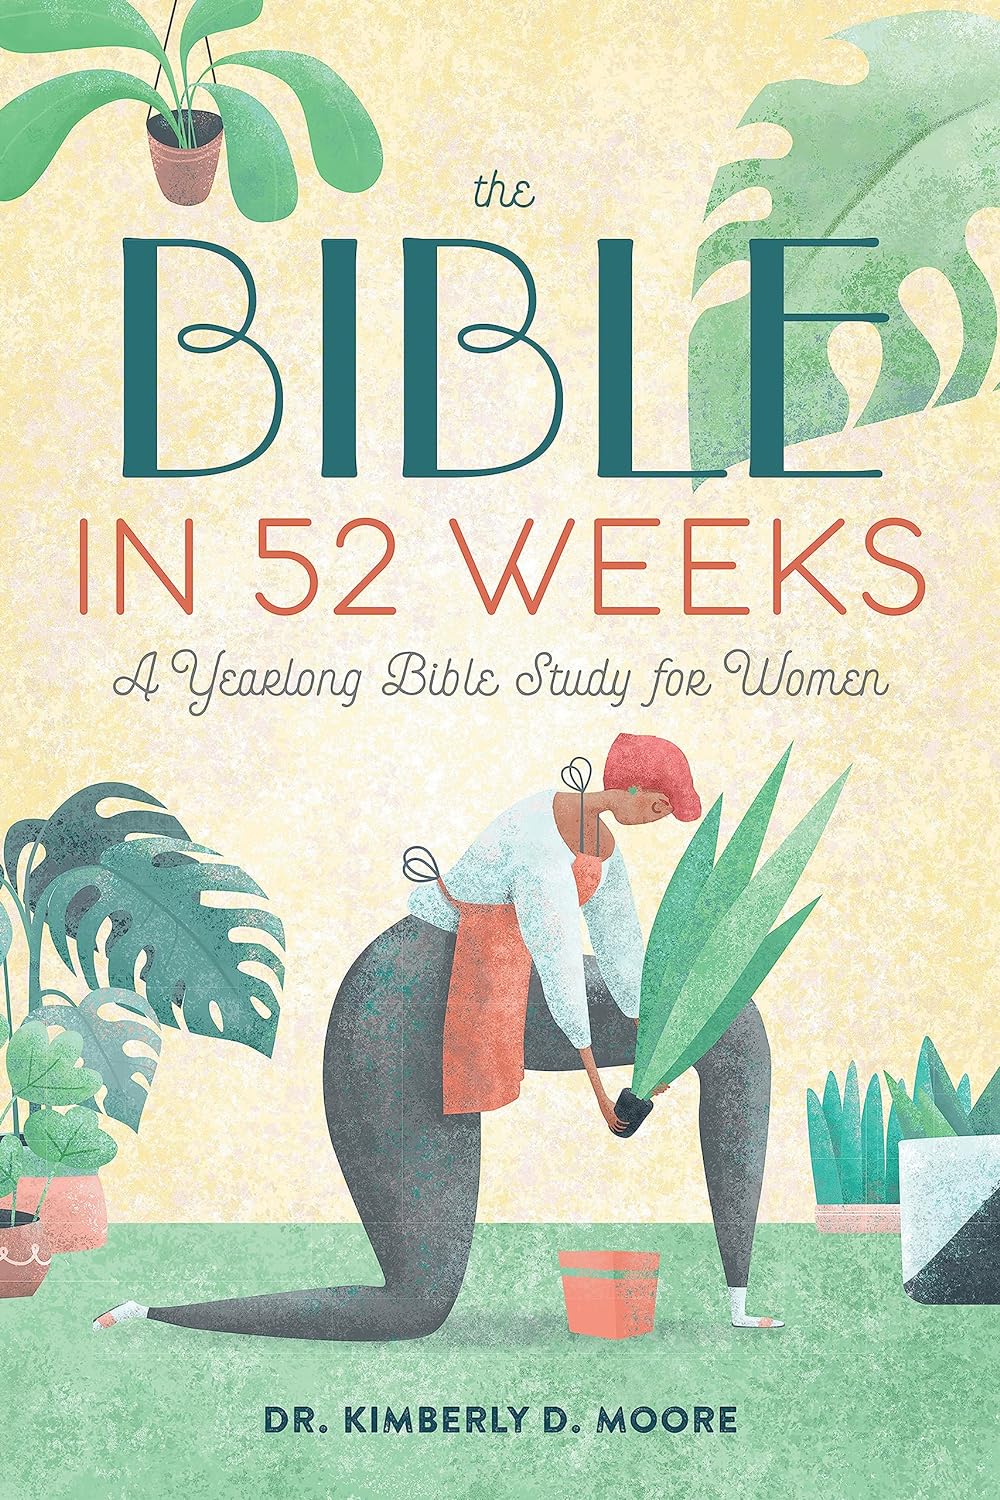 the
BIBLE
IN 52 WEEKS
A Yearlong Bible Study for Women
DR. KIMBERLY D. MOORE